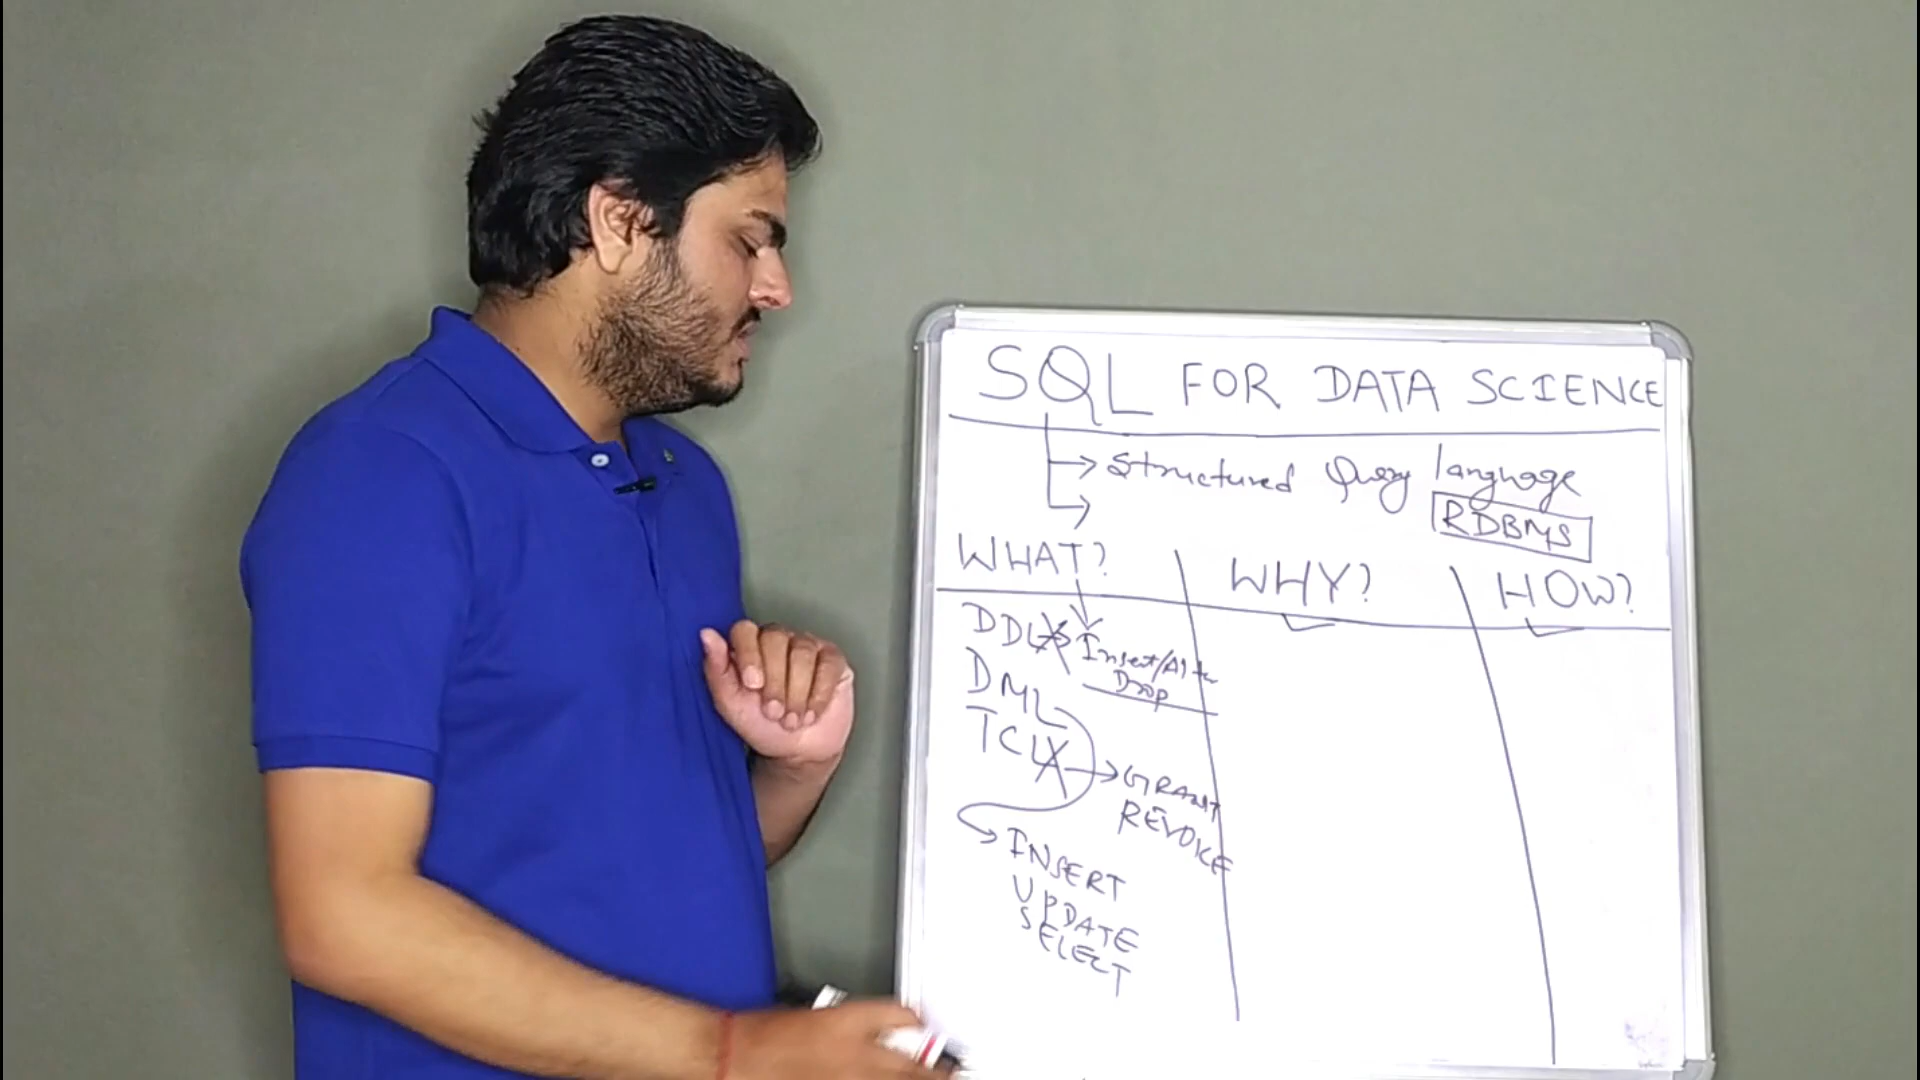 SQL FOR DATA SCIENCE
Structured Query language
RDBMS
WHAT?
WHY?
HOW?
DDL
Insert/Alter
Drop
DML
TCL
GRANT
REVOKE
INSERT
UPDATE
SELECT